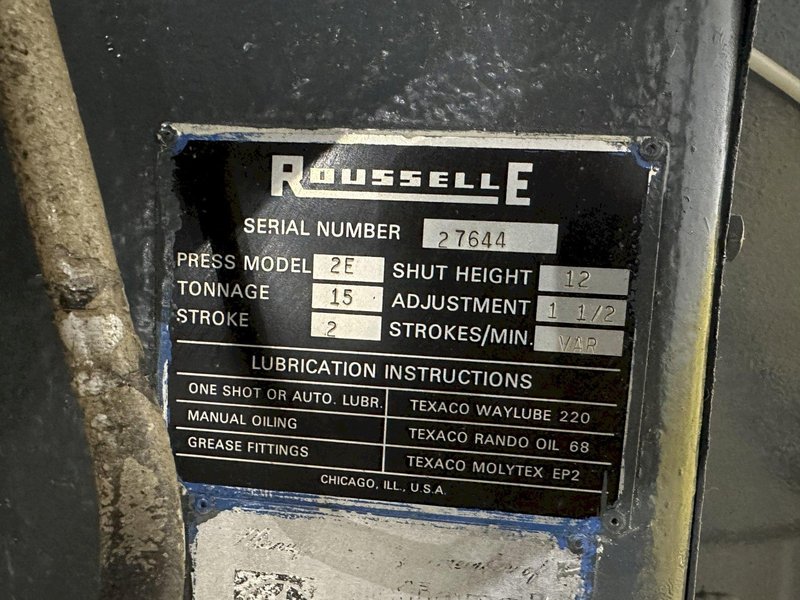 ROUSSELLE
SERIAL NUMBER 27644
PRESS MODEL 2E SHUT HEIGHT 12
TONNAGE 15 ADJUSTMENT 1 1/2
STROKE 2 STROKES/MIN. VAR
LUBRICATION INSTRUCTIONS
ONE SHOT OR AUTO. LUBR. TEXACO WAYLUBE 220
MANUAL OILING TEXACO RANDO OIL 68
GREASE FITTINGS TEXACO MOLYTEX EP2
CHICAGO, ILL., U.S.A.